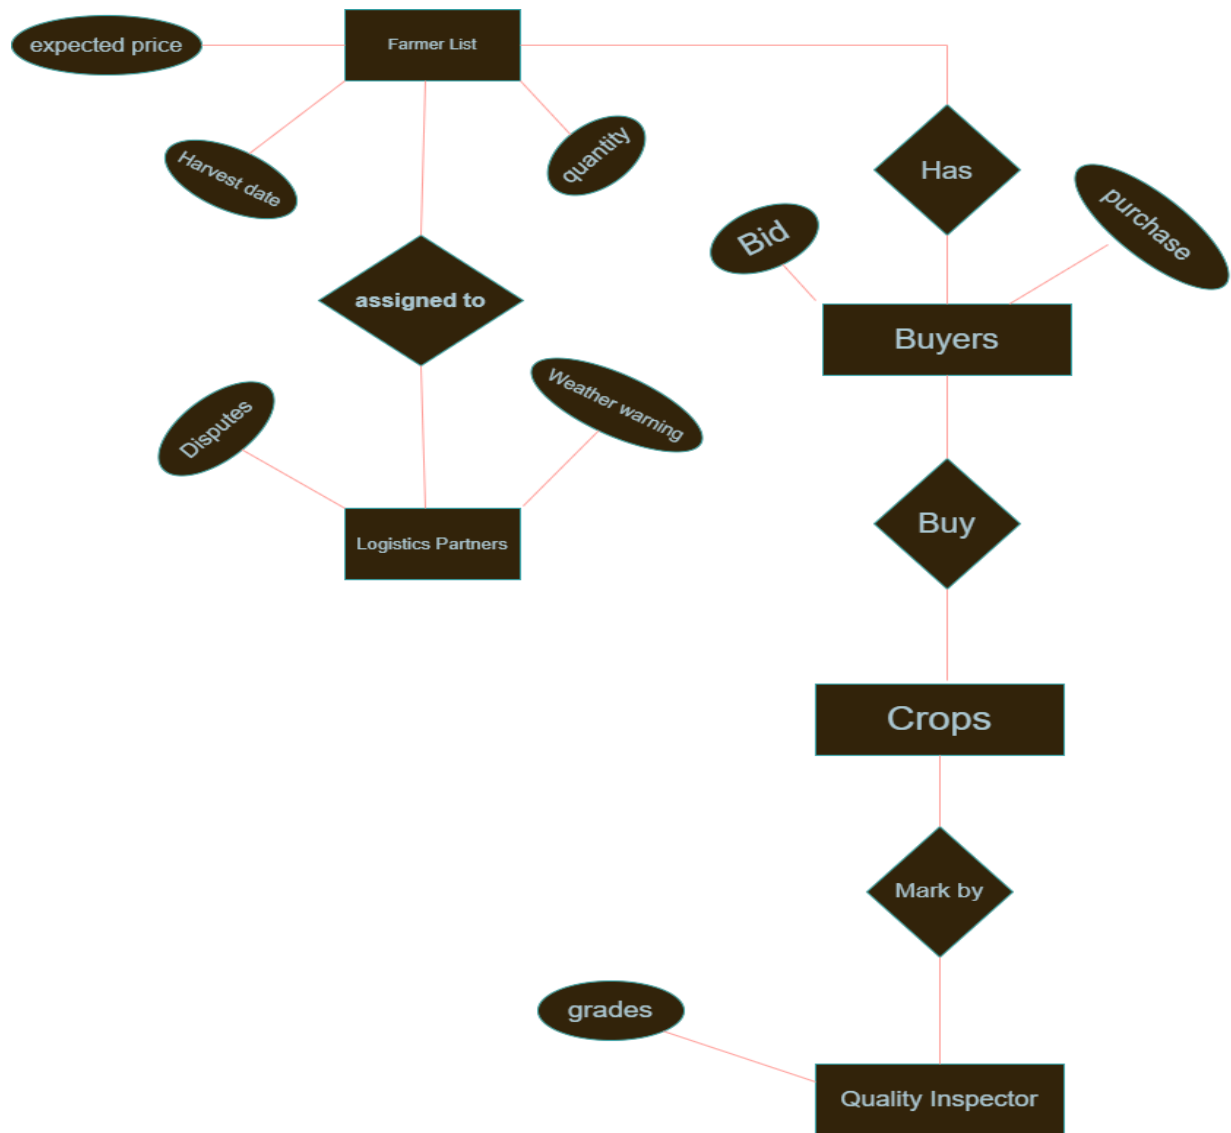 expected price
Farmer List
Harvest date
quantity
Has
purchase
Bid
assigned to
Buyers
Weather warning
Disputes
Buy
Logistics Partners
Crops
Mark by
grades
Quality Inspector